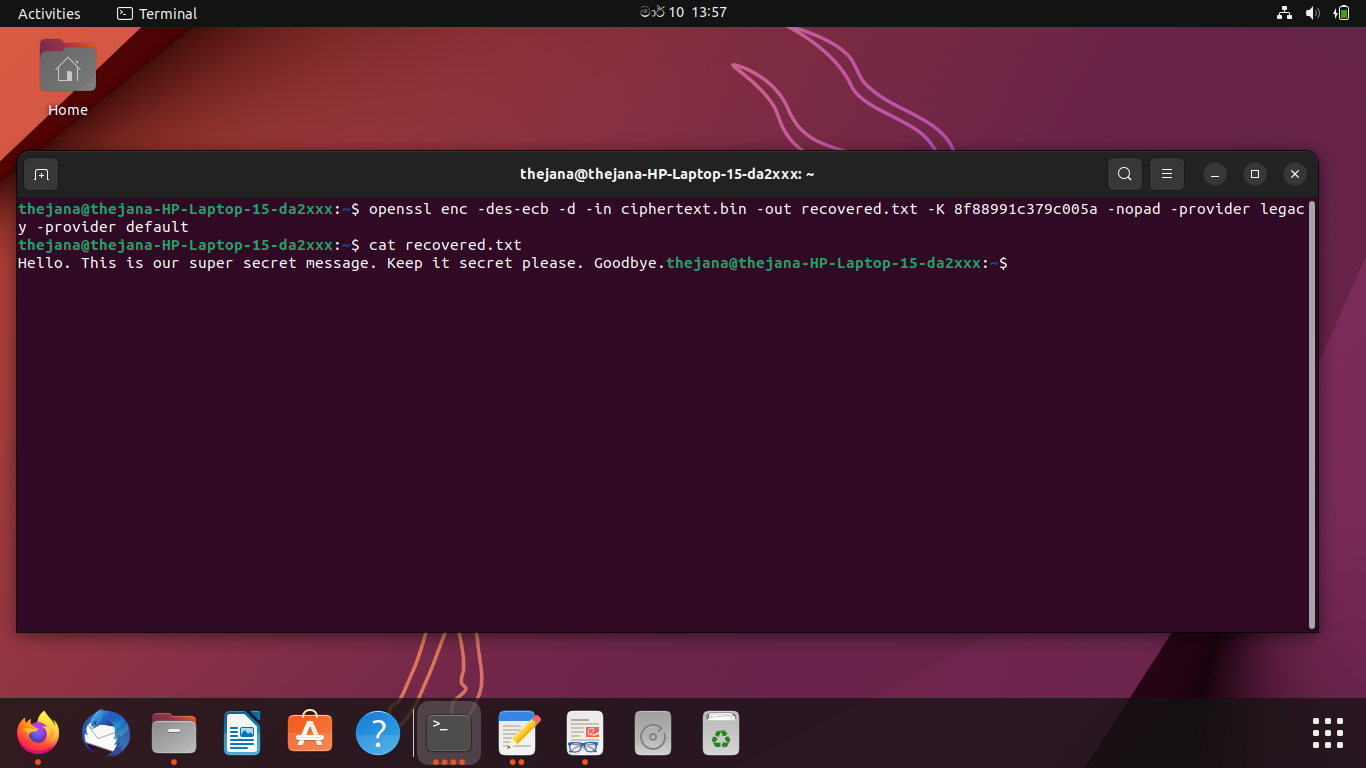 Activities
Terminal
මාර් 10 13:57
Home
thejana@thejana-HP-Laptop-15-da2xxx: ~
thejana@thejana-HP-Laptop-15-da2xxx:~$ openssl enc -des-ecb -d -in ciphertext.bin -out recovered.txt -K 8f88991c379c005a -nopad -provider legac
y -provider default
thejana@thejana-HP-Laptop-15-da2xxx:~$ cat recovered.txt
Hello. This is our super secret message. Keep it secret please. Goodbye.thejana@thejana-HP-Laptop-15-da2xxx:~$